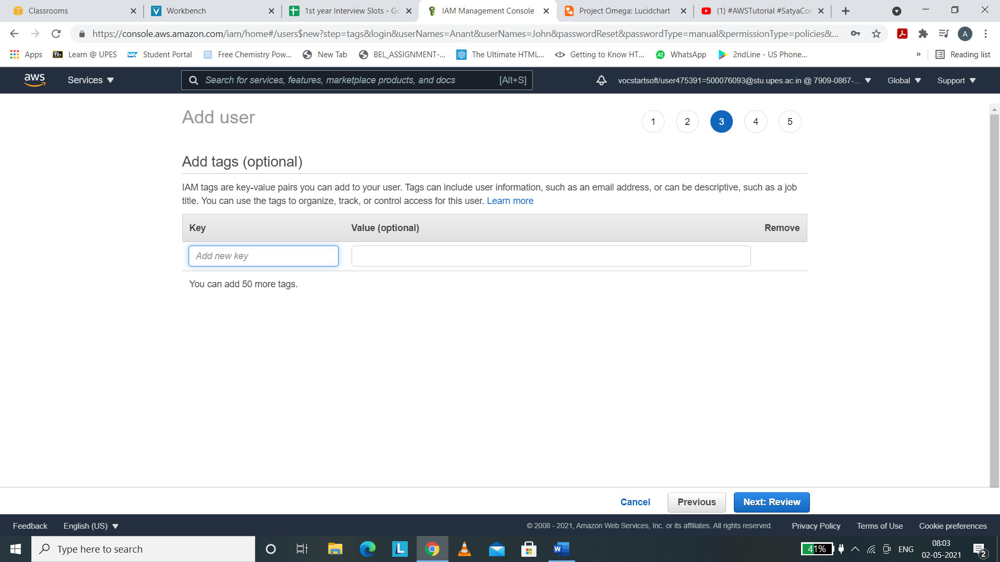 Classrooms
Workbench
1st year Interview Slots - Go
IAM Management Console
Project Omega: Lucidchart
(1) #AWSTutorial #SatyaCo
https://console.aws.amazon.com/iam/home#/users$new?step=tags&login&userNames=Anant&userNames=John&passwordReset&passwordType=manual&permissionType=policies&...
A
Apps
Bb Learn @ UPES
SAP Student Portal
Free Chemistry Pow...
New Tab
BEL_ASSIGNMENT-...
The Ultimate HTML...
Getting to Know HT...
42 WhatsApp
2ndLine - US Phone...
»
Reading list
aws
Services
Search for services, features, marketplace products, and docs [Alt+S]
vocstartsoft/user475391=500076093@stu.upes.ac.in @ 7909-0867-...
Global
Support
Add user
1 2 3 4 5
Add tags (optional)
IAM tags are key-value pairs you can add to your user. Tags can include user information, such as an email address, or can be descriptive, such as a job
title. You can use the tags to organize, track, or control access for this user. Learn more
Key Value (optional) Remove
Add new key
You can add 50 more tags.
Cancel Previous Next: Review
Feedback English (US) © 2008 - 2021, Amazon Web Services, Inc. or its affiliates. All rights reserved. Privacy Policy Terms of Use Cookie preferences
Type here to search
L
W
41%
ENG
08:03
02-05-2021
2